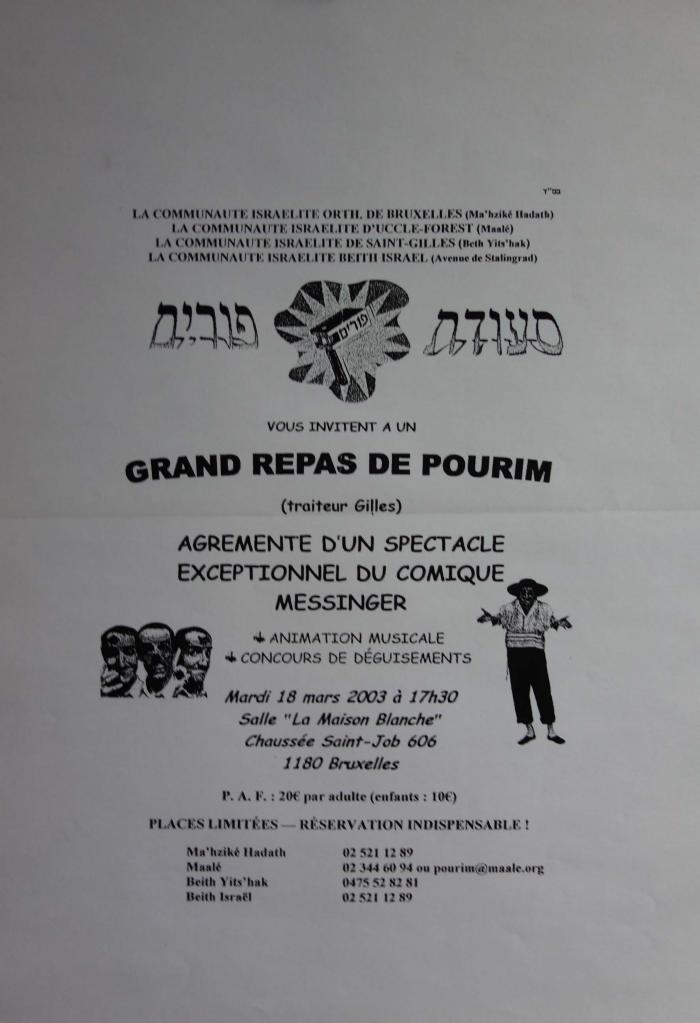 בס"ד
LA COMMUNAUTE ISRAELITE ORTH. DE BRUXELLES (Ma'hziké Hadath)
LA COMMUNAUTE ISRAELITE D'UCCLE-FOREST (Maalé)
LA COMMUNAUTE ISRAELITE DE SAINT-GILLES (Beth Yits'hak)
LA COMMUNAUTE ISRAELITE BEITH ISRAEL (Avenue de Stalingrad)
סעודת פורים
פורים
VOUS INVITENT A UN
GRAND REPAS DE POURIM
(traiteur Gilles)
AGREMENTE D'UN SPECTACLE
EXCEPTIONNEL DU COMIQUE
MESSINGER
ANIMATION MUSICALE
CONCOURS DE DÉGUISEMENTS
Mardi 18 mars 2003 à 17h30
Salle "La Maison Blanche"
Chaussée Saint-Job 606
1180 Bruxelles
P. A. F. : 20€ par adulte (enfants : 10€)
PLACES LIMITÉES — RÉSERVATION INDISPENSABLE !
Ma'hziké Hadath 02 521 12 89
Maalé 02 344 60 94 ou pourim@maale.org
Beith Yits'hak 0475 52 82 81
Beith Israël 02 521 12 89